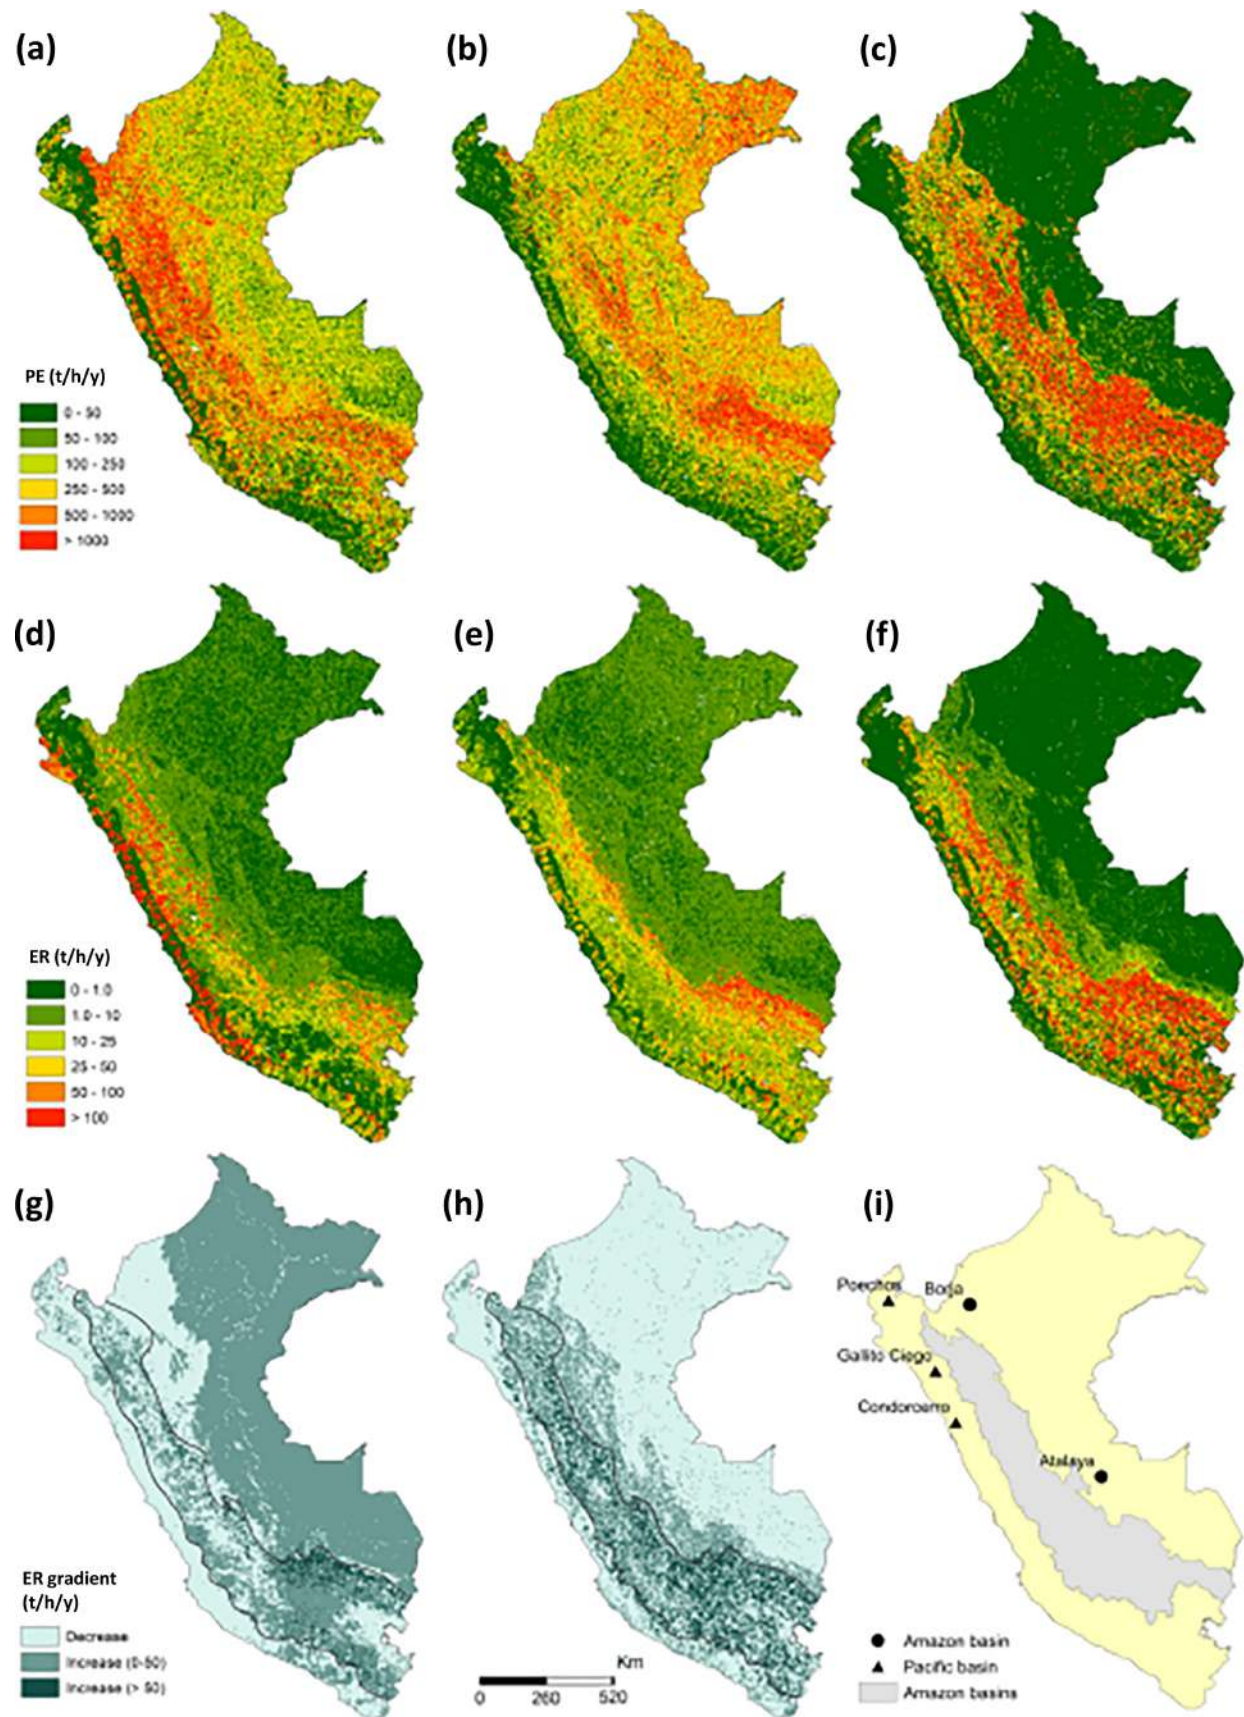 (a)
(b)
(c)
PE (t/h/y)
0 - 50
50 - 100
100 - 250
250 - 500
500 - 1000
> 1000
(d)
(e)
(f)
ER (t/h/y)
0 - 1.0
1.0 - 10
10 - 25
25 - 50
50 - 100
> 100
(g)
(h)
(i)
Poechos
Borja
Gallito Ciego
Condorcerro
Atalaya
ER gradient
(t/h/y)
Decrease
Increase (0-50)
Increase (> 50)
Km
0 260 520
Amazon basin
Pacific basin
Amazon basins